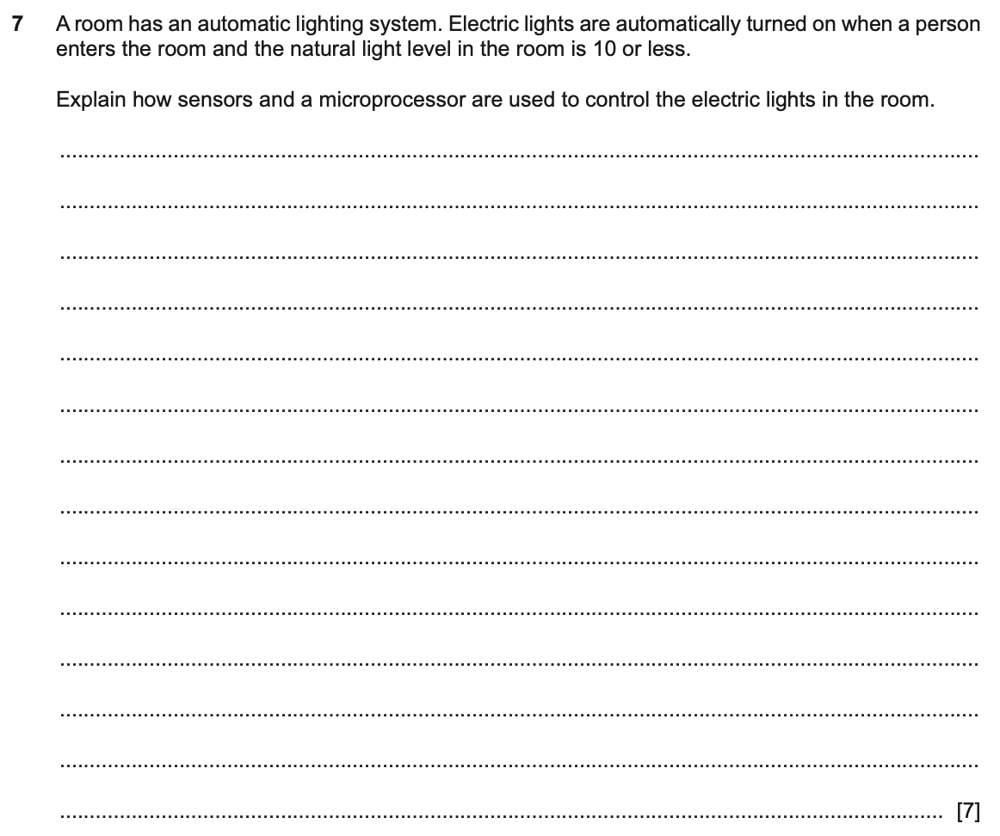 7 A room has an automatic lighting system. Electric lights are automatically turned on when a person
enters the room and the natural light level in the room is 10 or less.
Explain how sensors and a microprocessor are used to control the electric lights in the room.
[7]